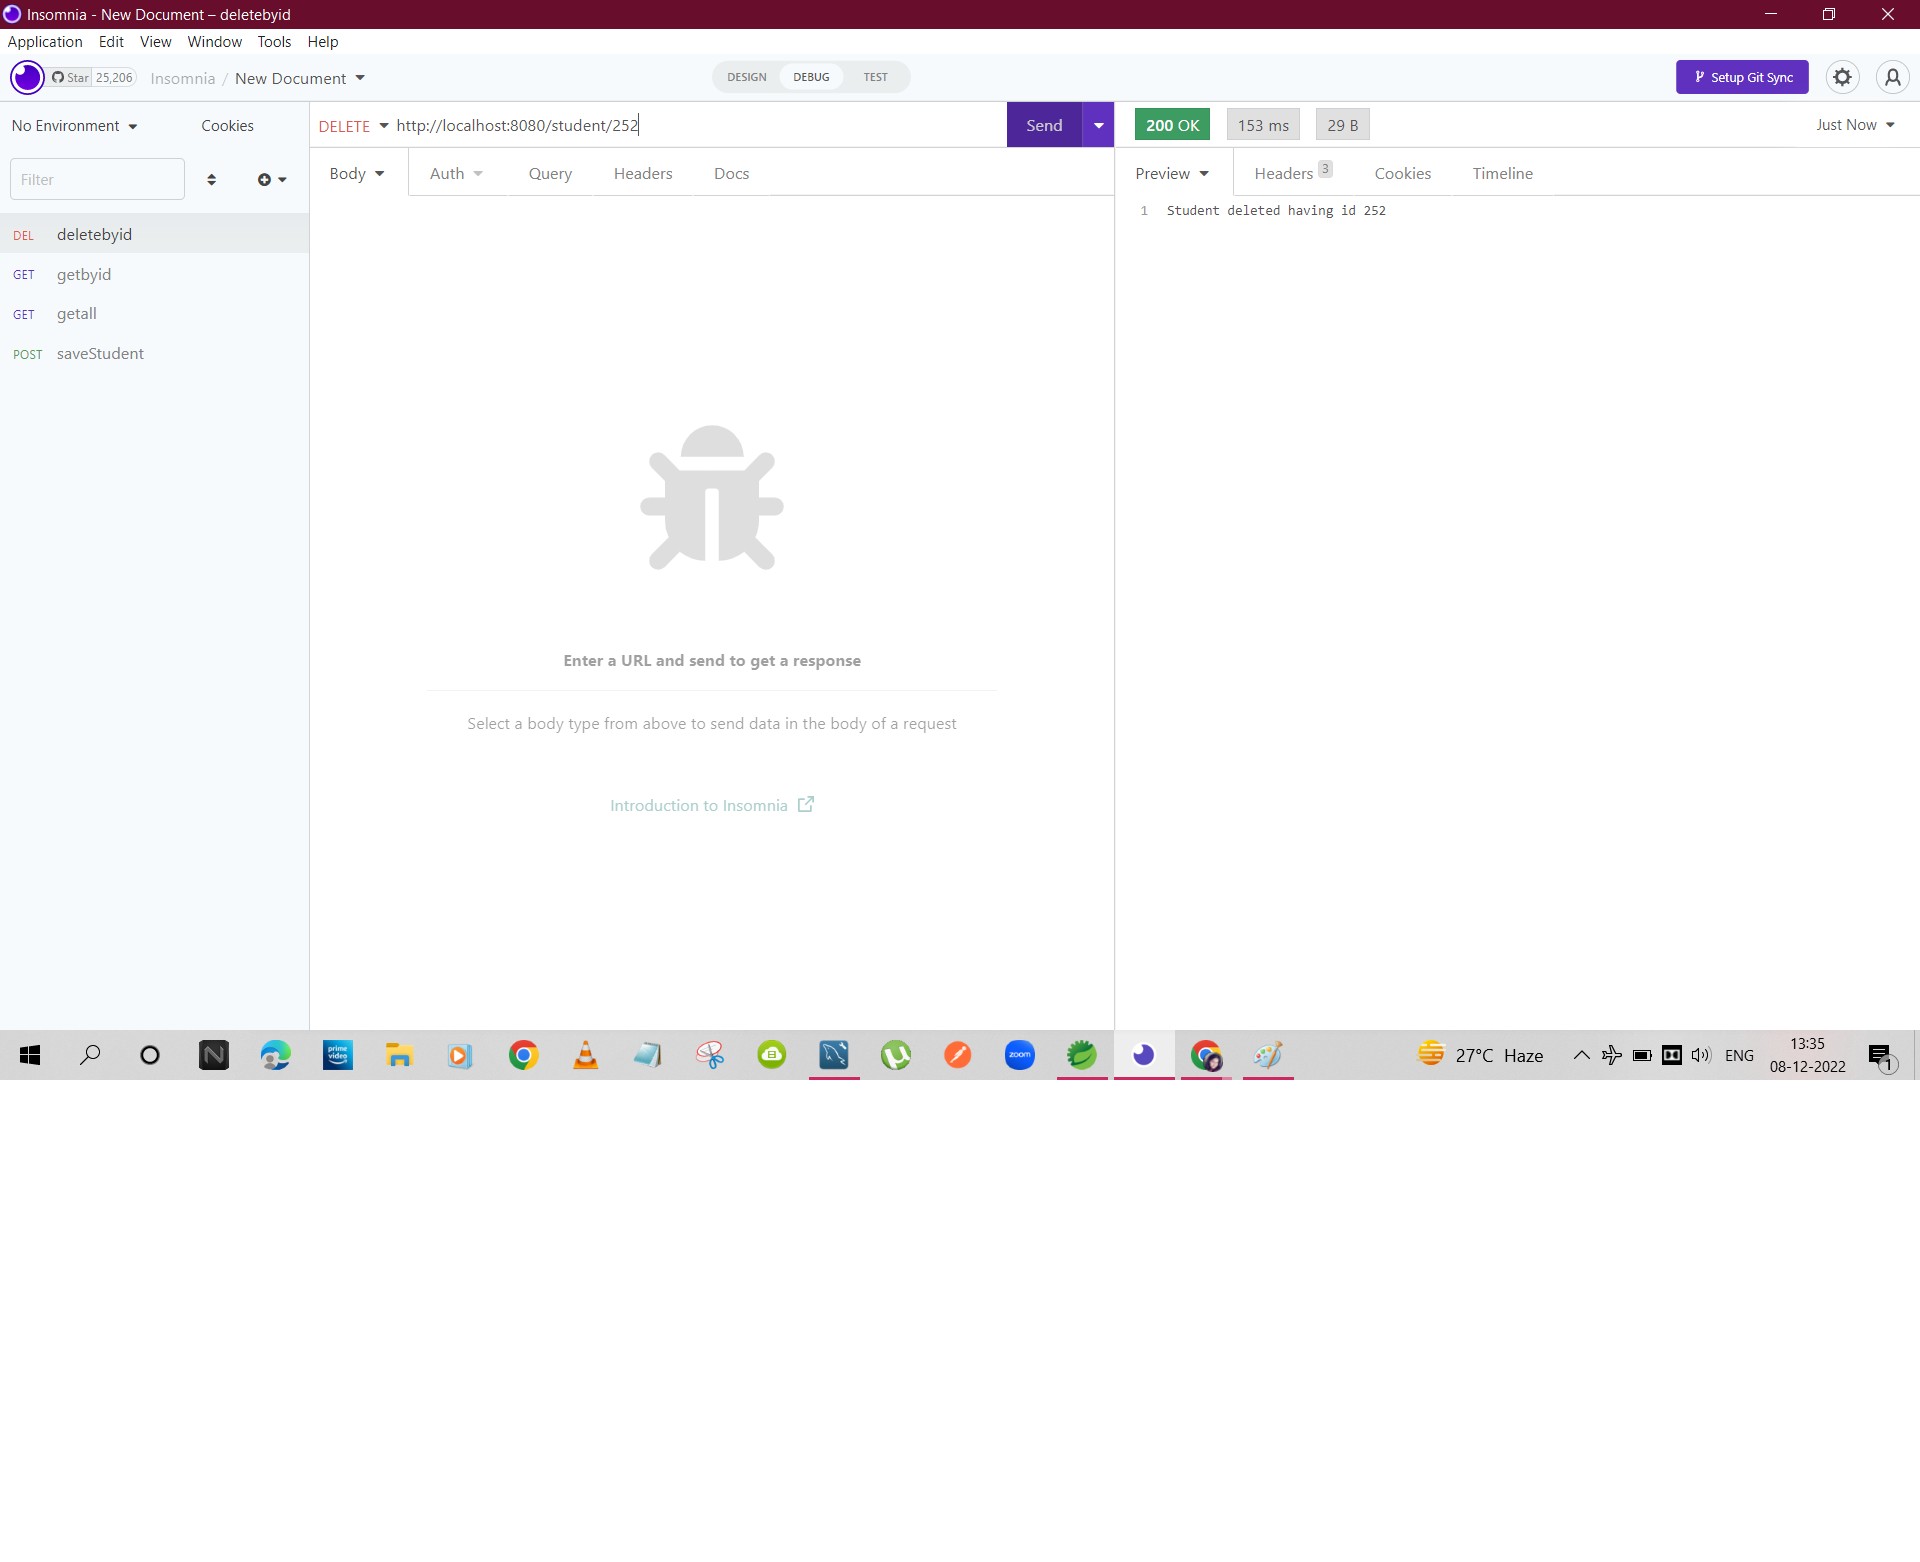 Insomnia - New Document – deletebyid
Application Edit View Window Tools Help
Star 25,206 Insomnia / New Document DESIGN DEBUG TEST Setup Git Sync
No Environment Cookies DELETE http://localhost:8080/student/252 Send 200 OK 153 ms 29 B Just Now
Filter Body Auth Query Headers Docs Preview Headers 3 Cookies Timeline
1 Student deleted having id 252
DEL deletebyid
GET getbyid
GET getall
POST saveStudent
Enter a URL and send to get a response
Select a body type from above to send data in the body of a request
Introduction to Insomnia
N prime video zoom 27°C Haze ENG 13:35
08-12-2022 1